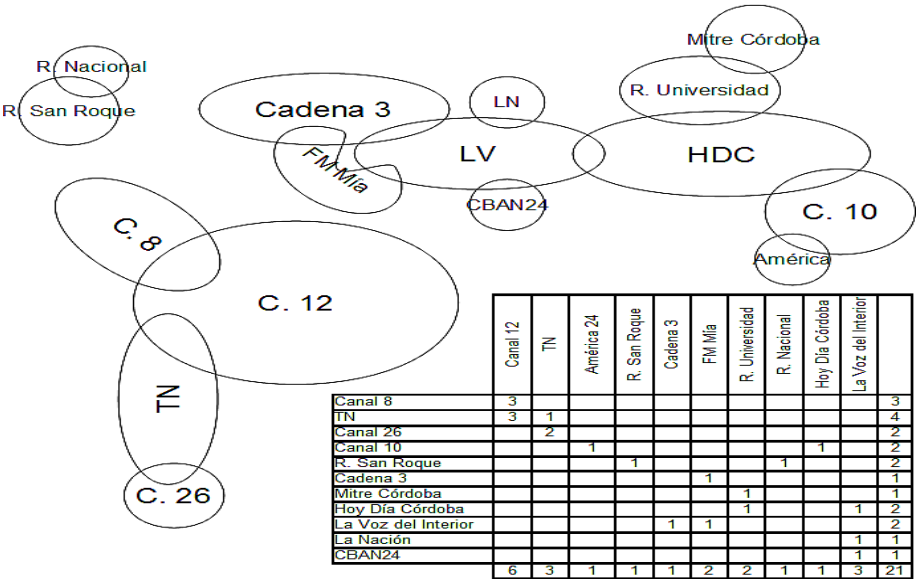 Mitre Córdoba
R. Nacional
R. Universidad
LN
R. San Roque
Cadena 3
FM Mía
LV
HDC
CBAN24
C. 10
C. 8
América
C. 12
TN
C. 26
Canal 12 TN América 24 R. San Roque Cadena 3 FM Mía R. Universidad R. Nacional Hoy Día Córdoba La Voz del Interior
Canal 8 3 3
TN 3 1 4
Canal 26 2 2
Canal 10 1 1 2
R. San Roque 1 1 2
Cadena 3 1 1
Mitre Córdoba 1 1
Hoy Día Córdoba 1 1 2
La Voz del Interior 1 1 2
La Nación 1 1
CBAN24 1 1
6 3 1 1 1 2 2 1 1 3 21